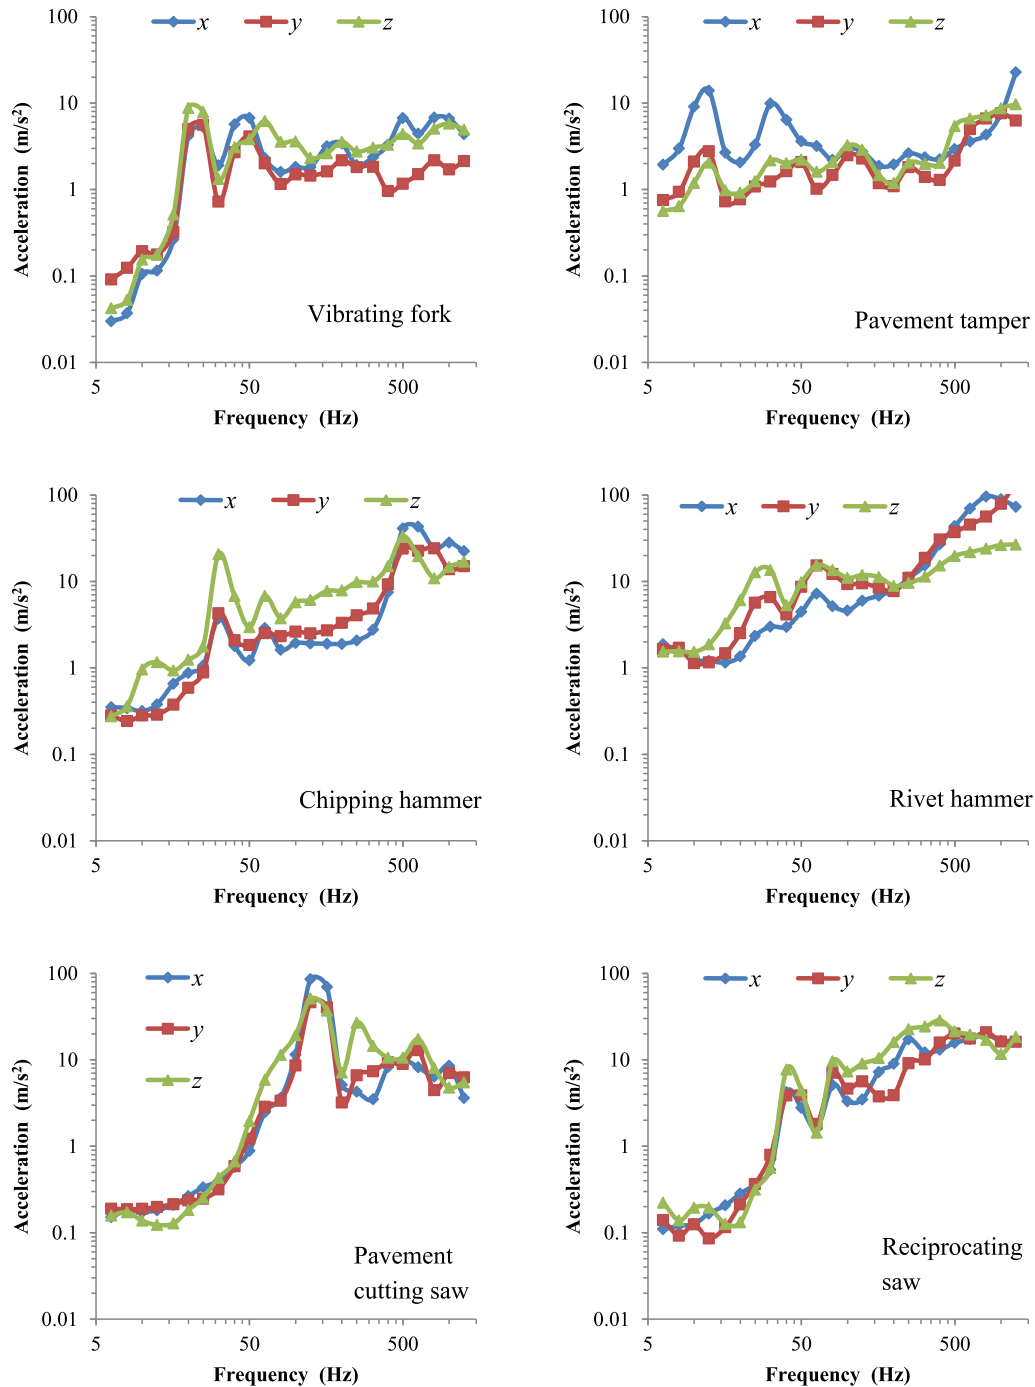 x y z
100
10
1
0.1
0.01
Acceleration (m/s²)
Vibrating fork
5 50 500
Frequency (Hz)
x y z
100
10
1
0.1
0.01
Acceleration (m/s²)
Pavement tamper
5 50 500
Frequency (Hz)
x y z
100
10
1
0.1
0.01
Acceleration (m/s²)
Chipping hammer
5 50 500
Frequency (Hz)
x y z
100
10
1
0.1
0.01
Acceleration (m/s²)
Rivet hammer
5 50 500
Frequency (Hz)
x
y
z
100
10
1
0.1
0.01
Acceleration (m/s²)
Pavement
cutting saw
5 50 500
Frequency (Hz)
x y z
100
10
1
0.1
0.01
Acceleration (m/s²)
Reciprocating
saw
5 50 500
Frequency (Hz)